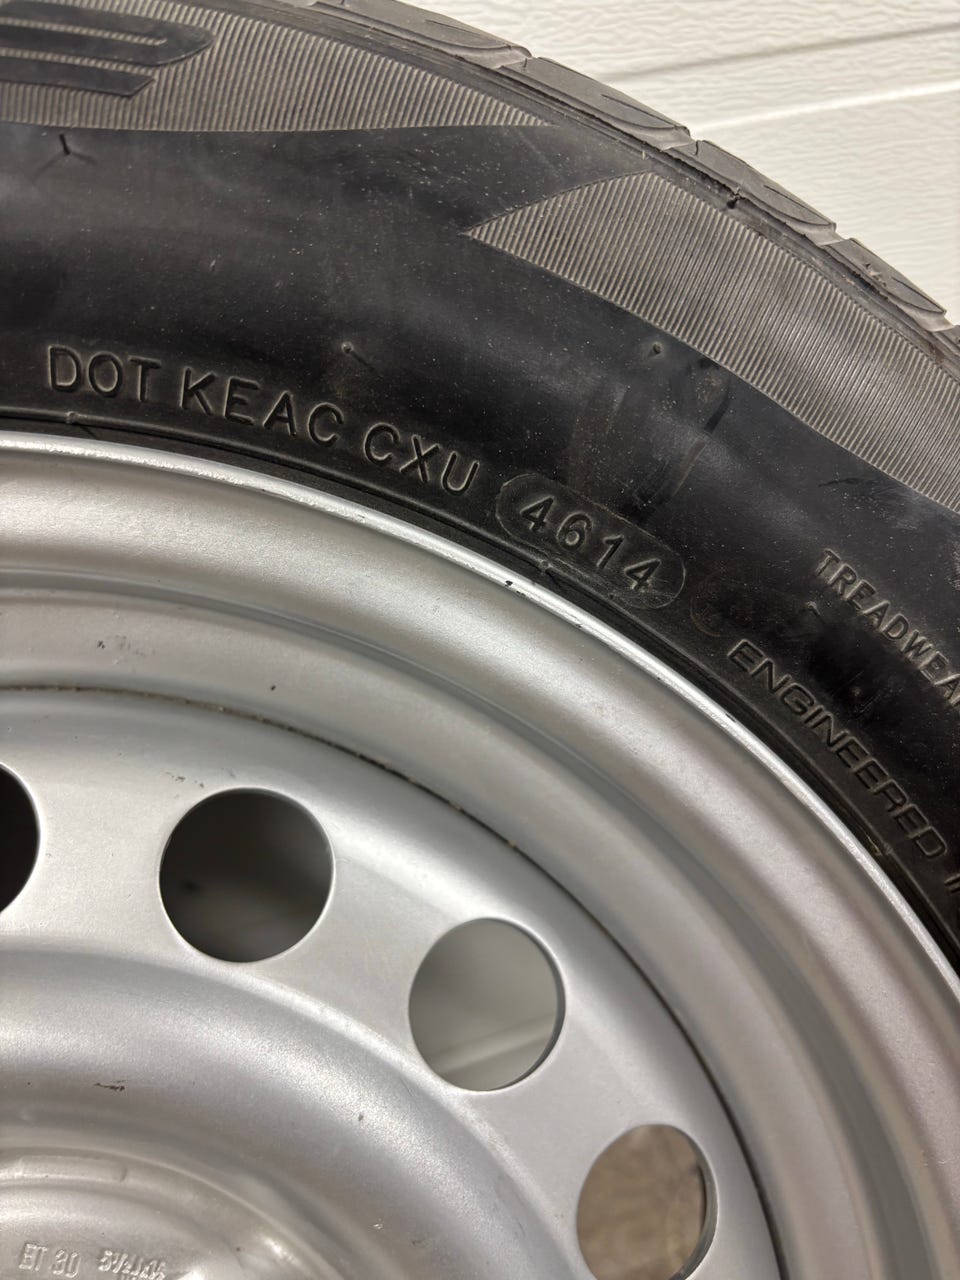 DOT KEAC CXU 4614
TREADWEAR
ENGINEERED
ET 30